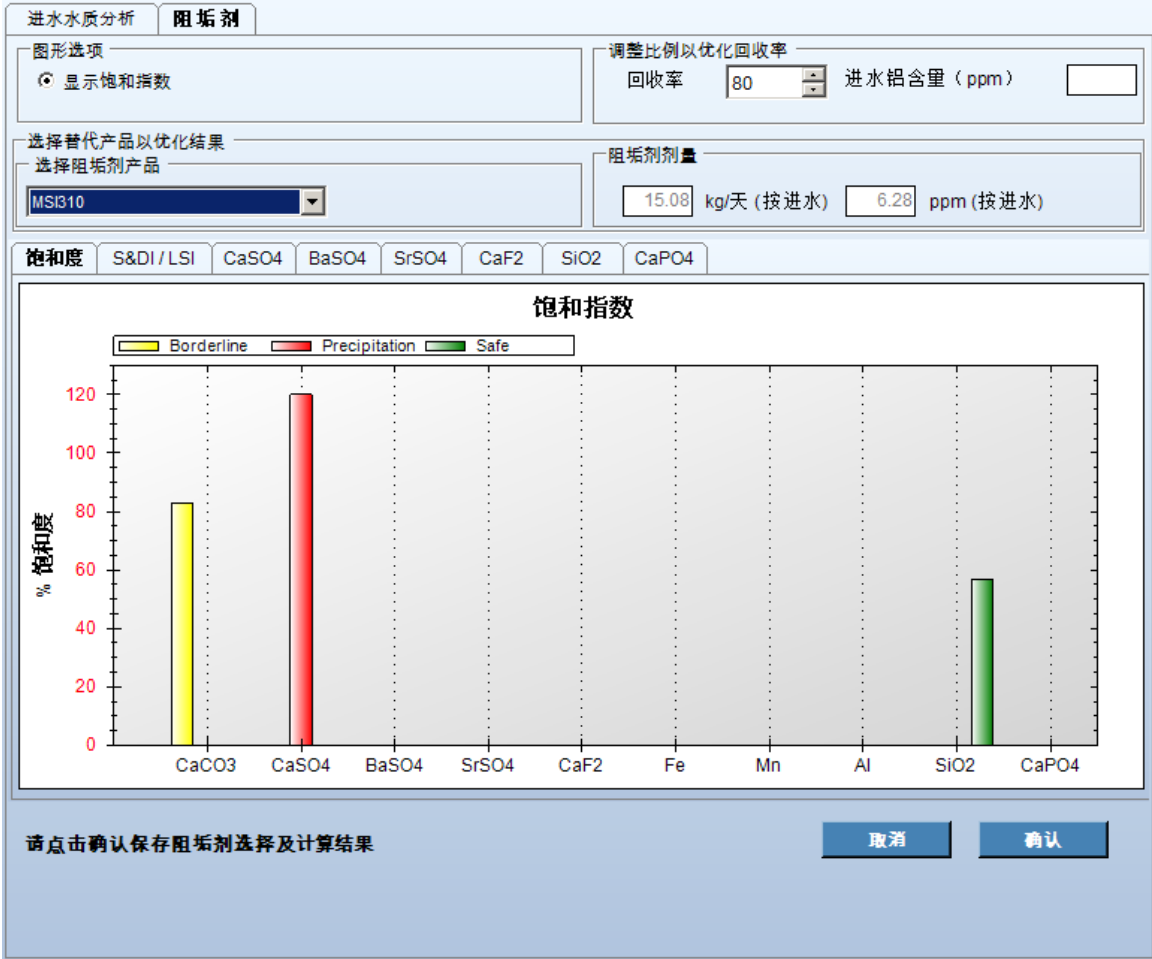 进水水质分析 阻垢剂
图形选项
显示饱和指数
调整比例以优化回收率
回收率 80 进水铝含量（ppm）
选择替代产品以优化结果
选择阻垢剂产品
MSI310
阻垢剂剂量
15.08 kg/天 (按进水) 6.28 ppm (按进水)
饱和度 S&DI / LSI CaSO4 BaSO4 SrSO4 CaF2 SiO2 CaPO4
饱和指数
Borderline Precipitation Safe
% 饱和度
120
100
80
60
40
20
0
CaCO3 CaSO4 BaSO4 SrSO4 CaF2 Fe Mn Al SiO2 CaPO4
请点击确认保存阻垢剂选择及计算结果
取消 确认